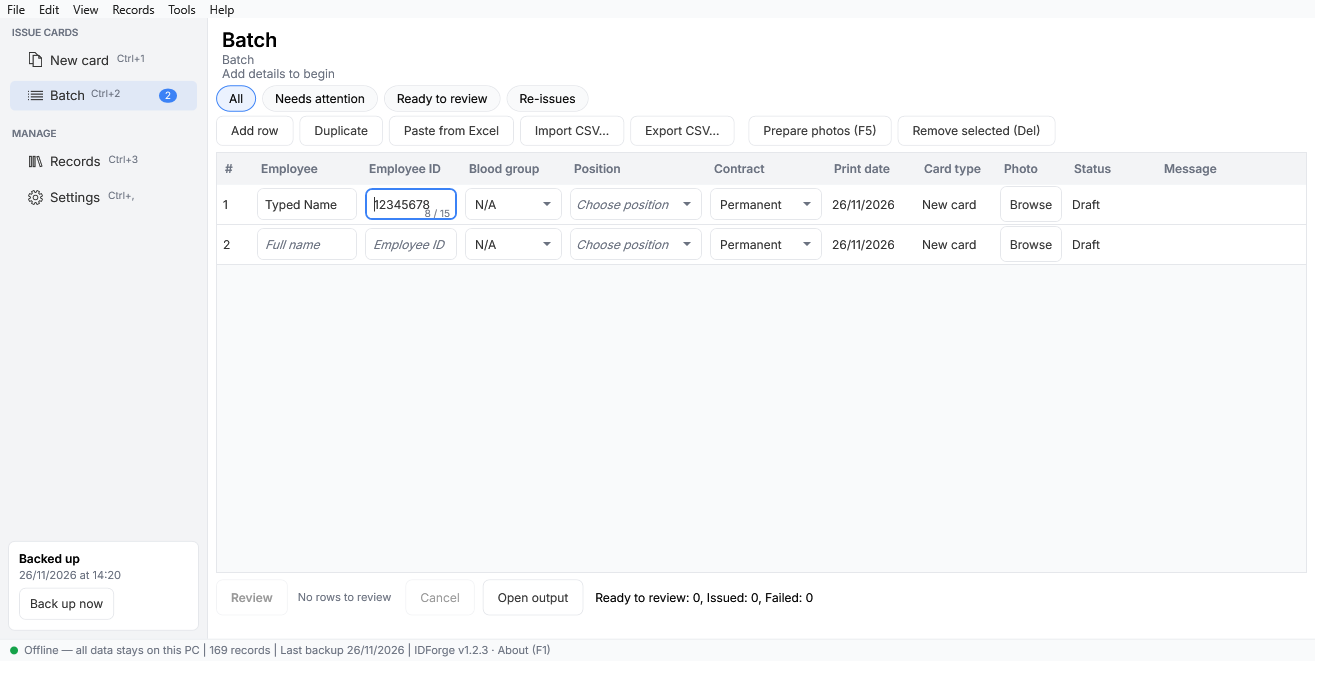 File Edit View Records Tools Help
ISSUE CARDS
New card Ctrl+1
Batch Ctrl+2 2
MANAGE
Records Ctrl+3
Settings Ctrl+,
Backed up
26/11/2026 at 14:20
Back up now
Batch
Batch
Add details to begin
All Needs attention Ready to review Re-issues
Add row Duplicate Paste from Excel Import CSV... Export CSV... Prepare photos (F5) Remove selected (Del)
# Employee Employee ID Blood group Position Contract Print date Card type Photo Status Message
1 Typed Name 12345678 8 / 15 N/A Choose position Permanent 26/11/2026 New card Browse Draft
2 Full name Employee ID N/A Choose position Permanent 26/11/2026 New card Browse Draft
Review No rows to review Cancel Open output Ready to review: 0, Issued: 0, Failed: 0
Offline — all data stays on this PC | 169 records | Last backup 26/11/2026 | IDForge v1.2.3 · About (F1)